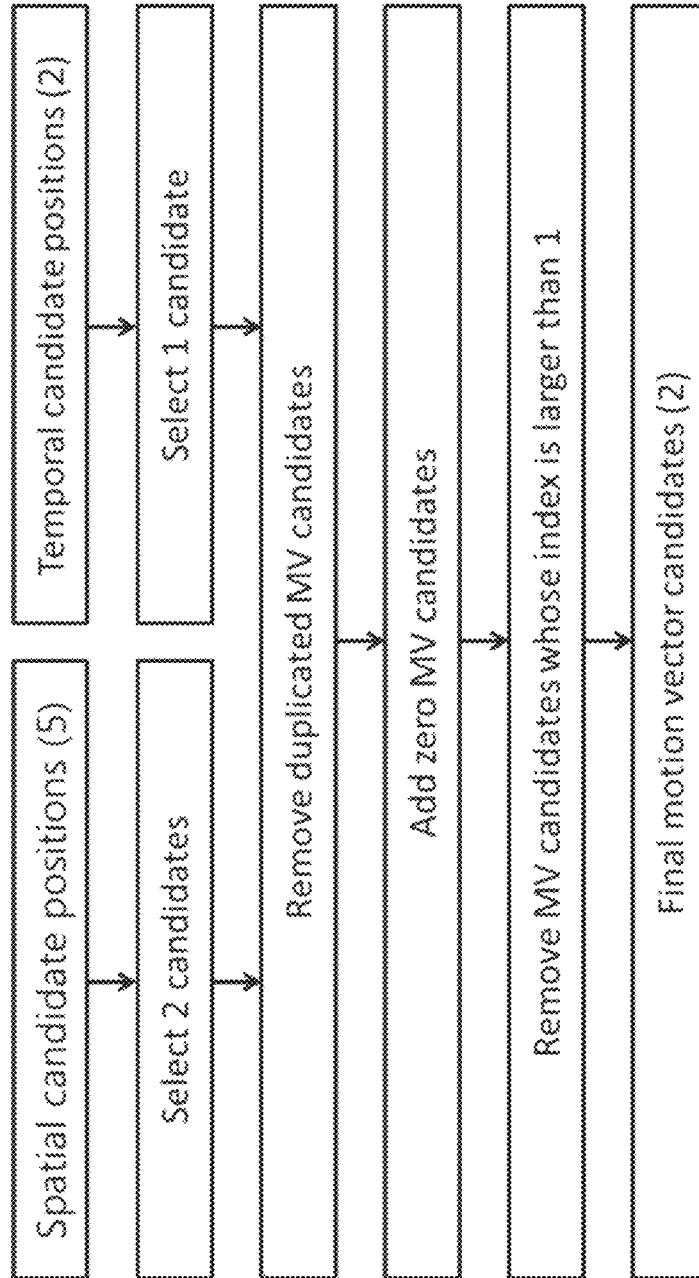 Spatial candidate positions (5)
Temporal candidate positions (2)
Select 2 candidates
Select 1 candidate
Remove duplicated MV candidates
Add zero MV candidates
Remove MV candidates whose index is larger than 1
Final motion vector candidates (2)